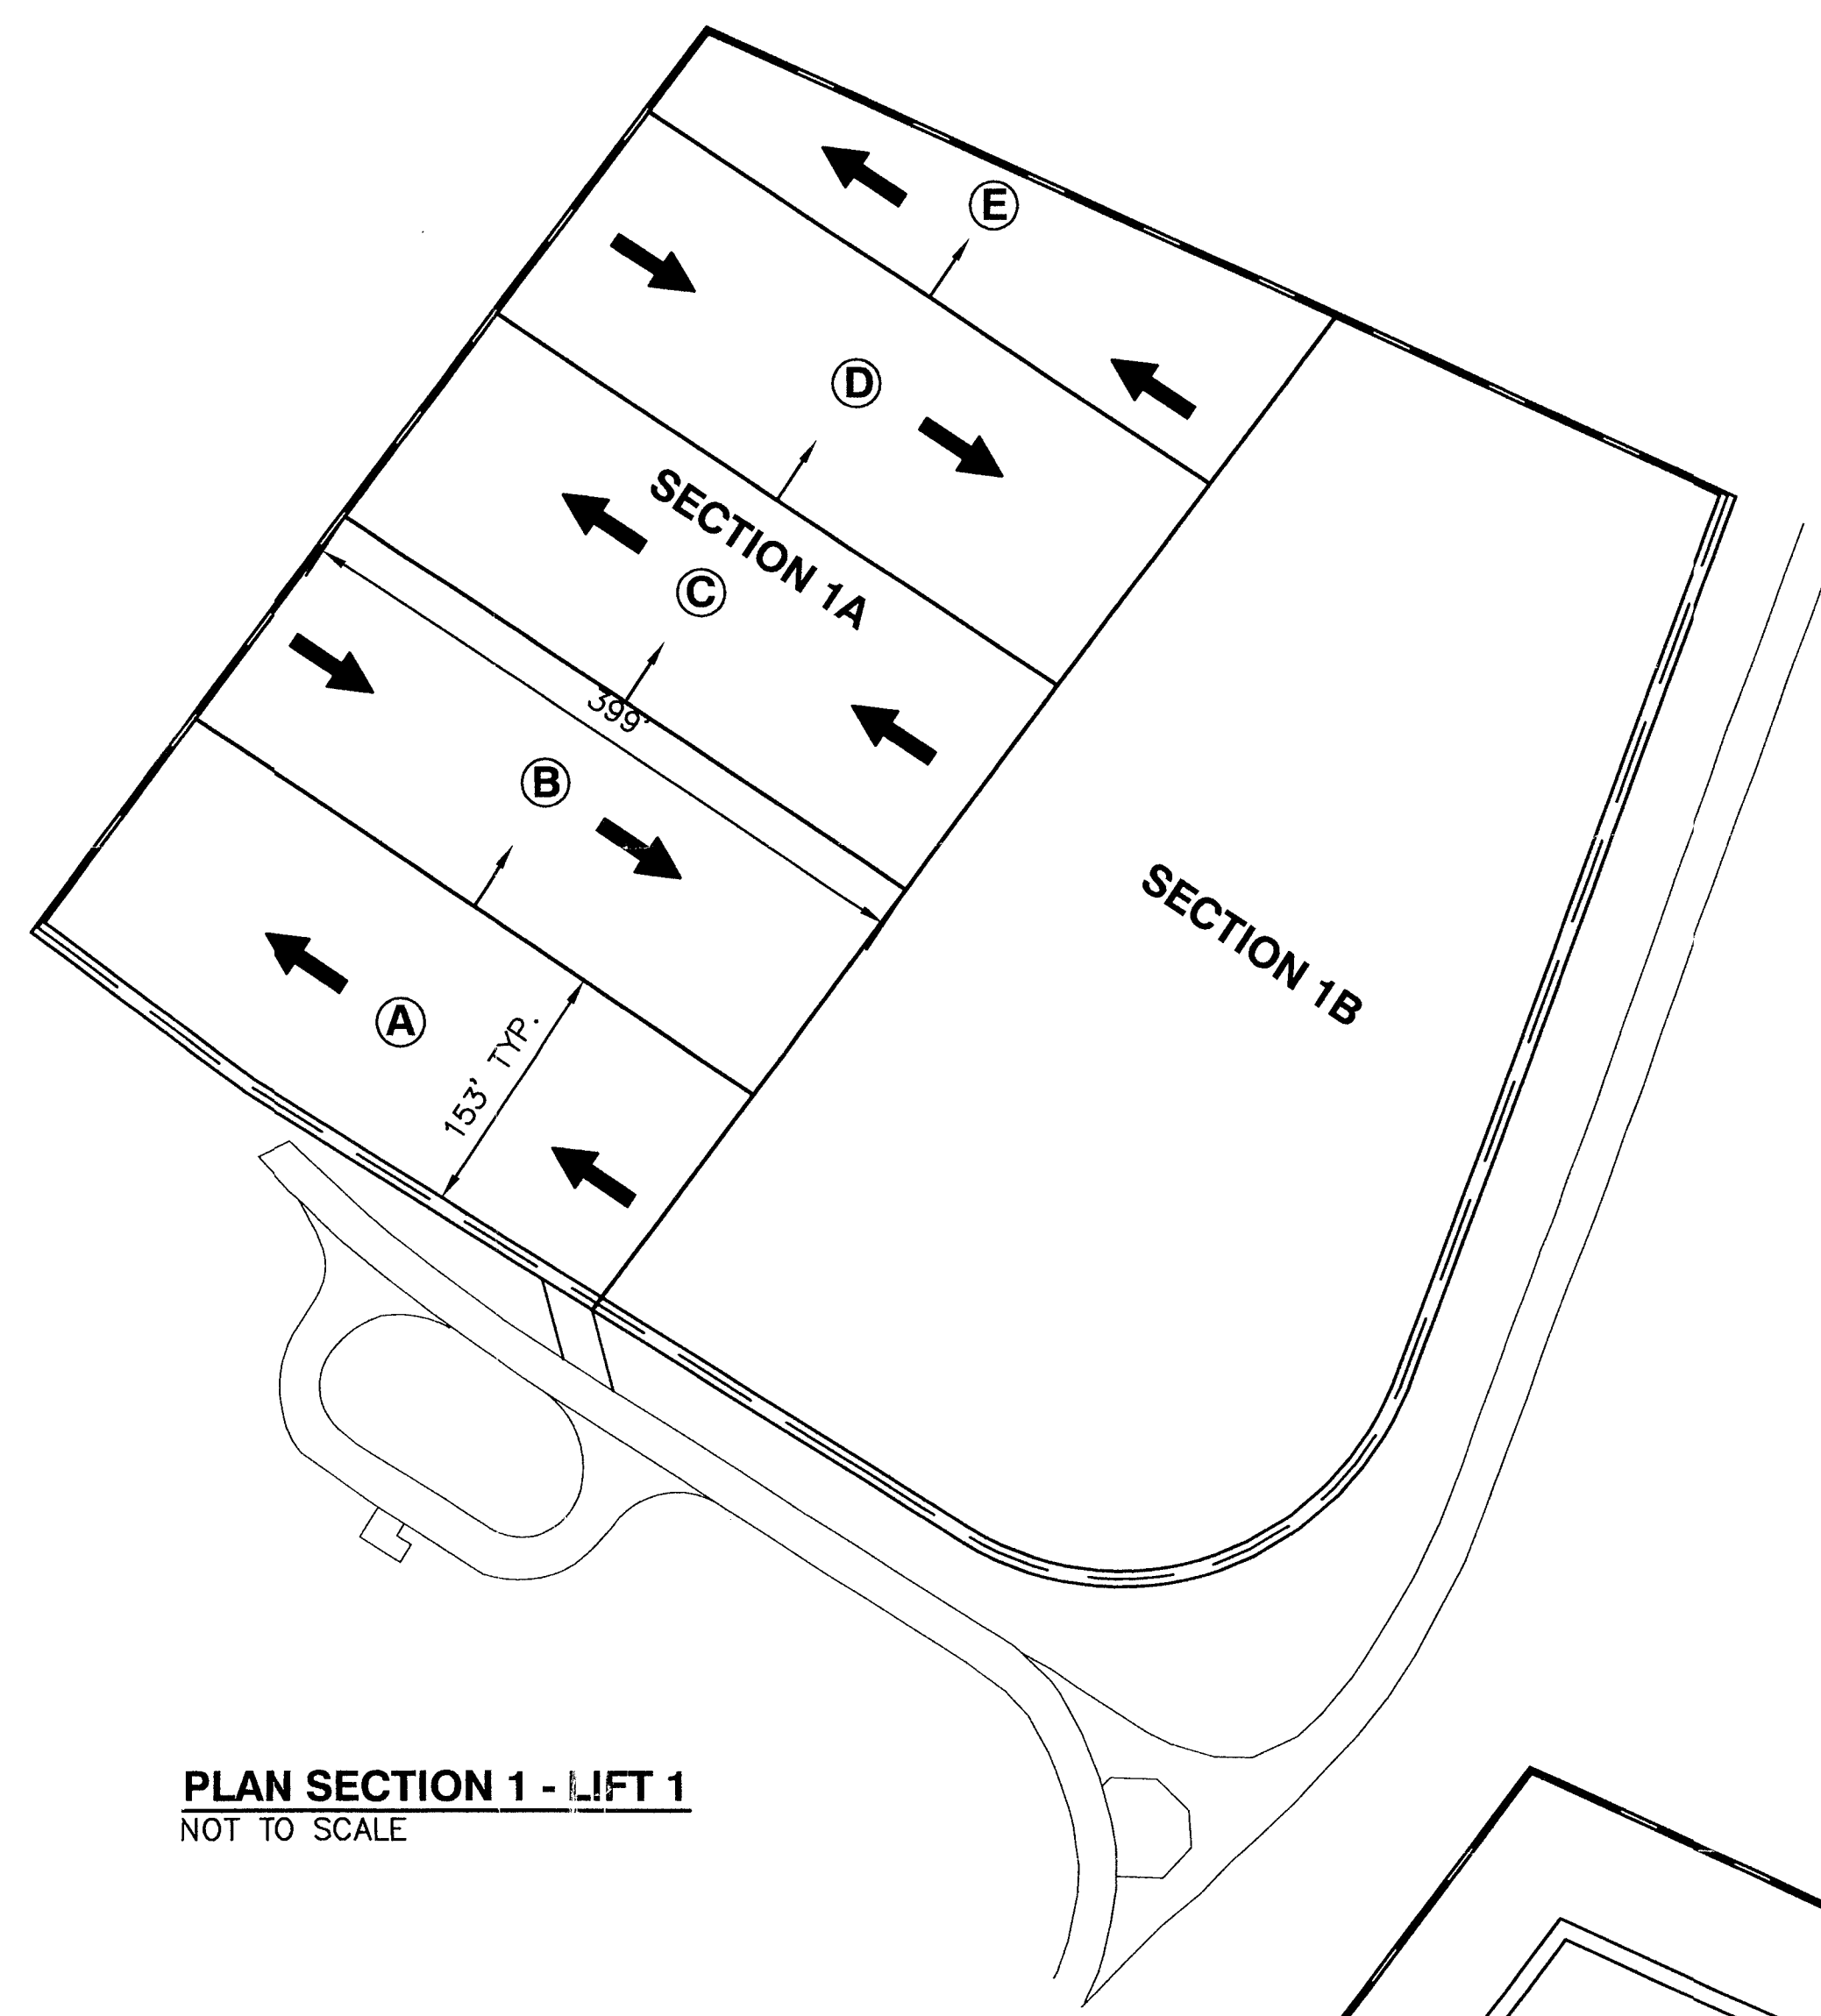 E
D
SECTION 1A
C
399'
B
SECTION 1B
A
153' TYP.
PLAN SECTION 1 - LIFT 1
NOT TO SCALE